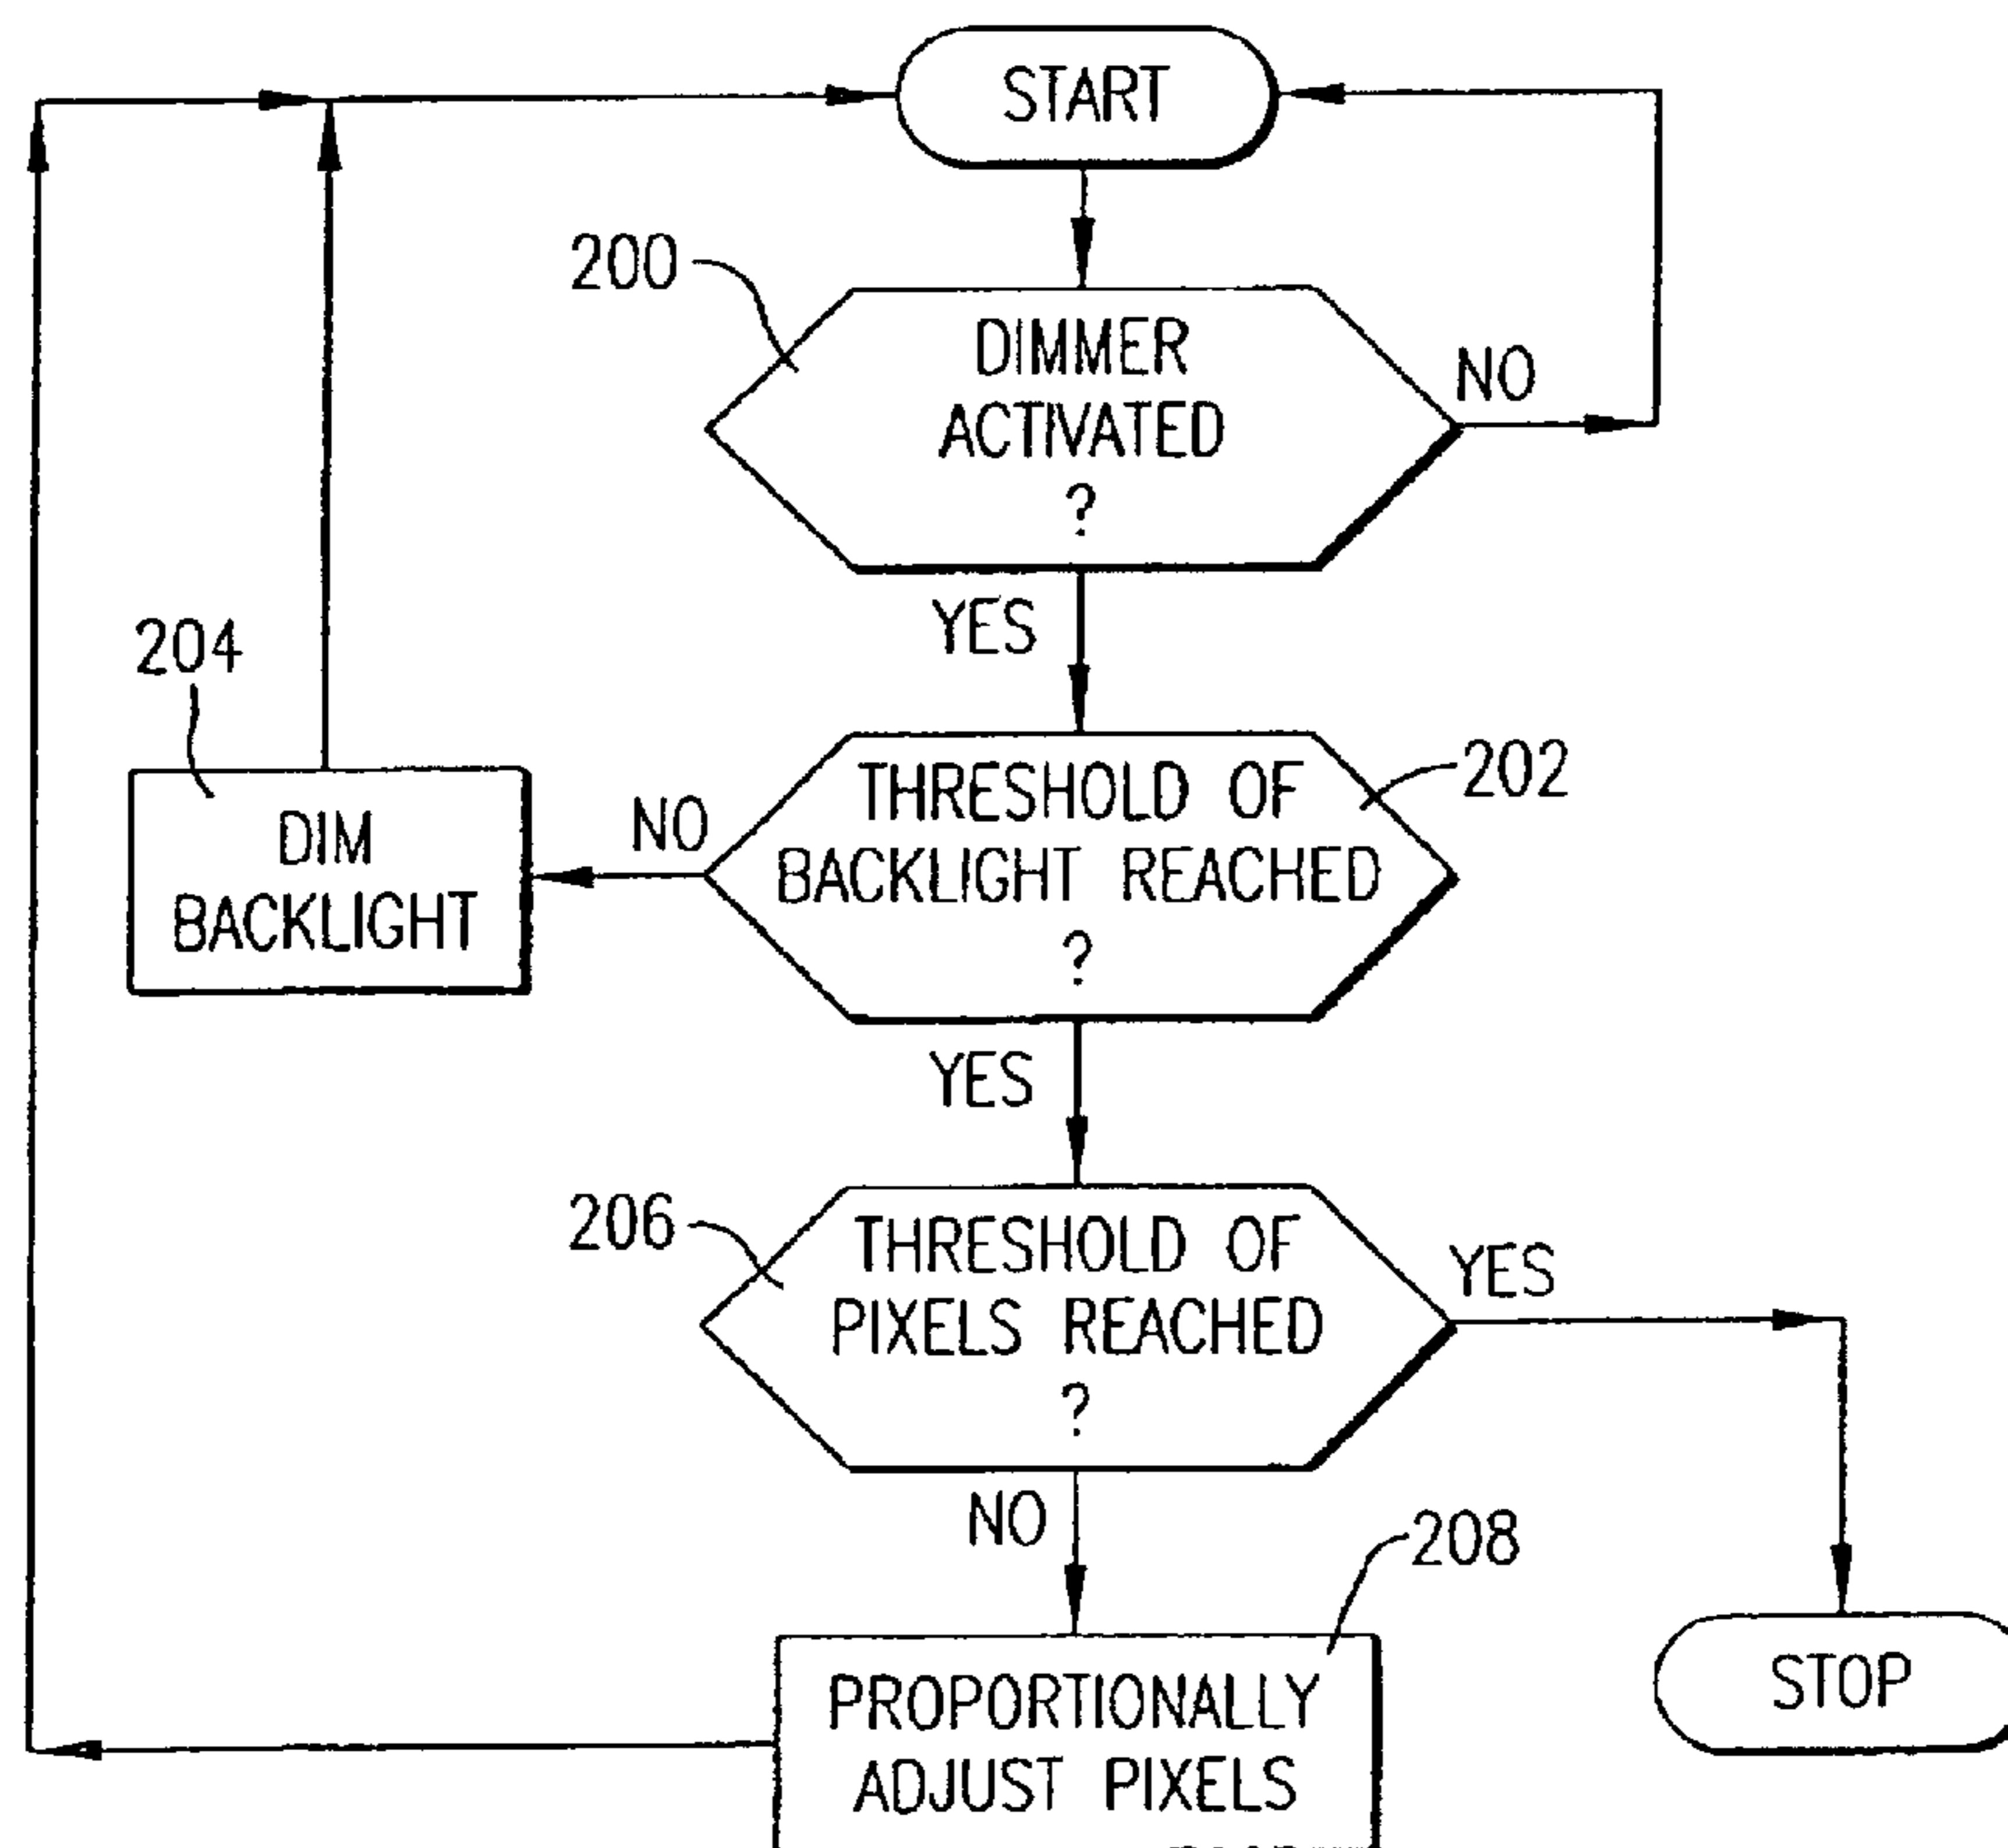 START
200
DIMMER
ACTIVATED
?
NO
YES
204
DIM
BACKLIGHT
NO
THRESHOLD OF
BACKLIGHT REACHED
?
202
YES
206
THRESHOLD OF
PIXELS REACHED
?
YES
NO
208
PROPORTIONALLY
ADJUST PIXELS
STOP